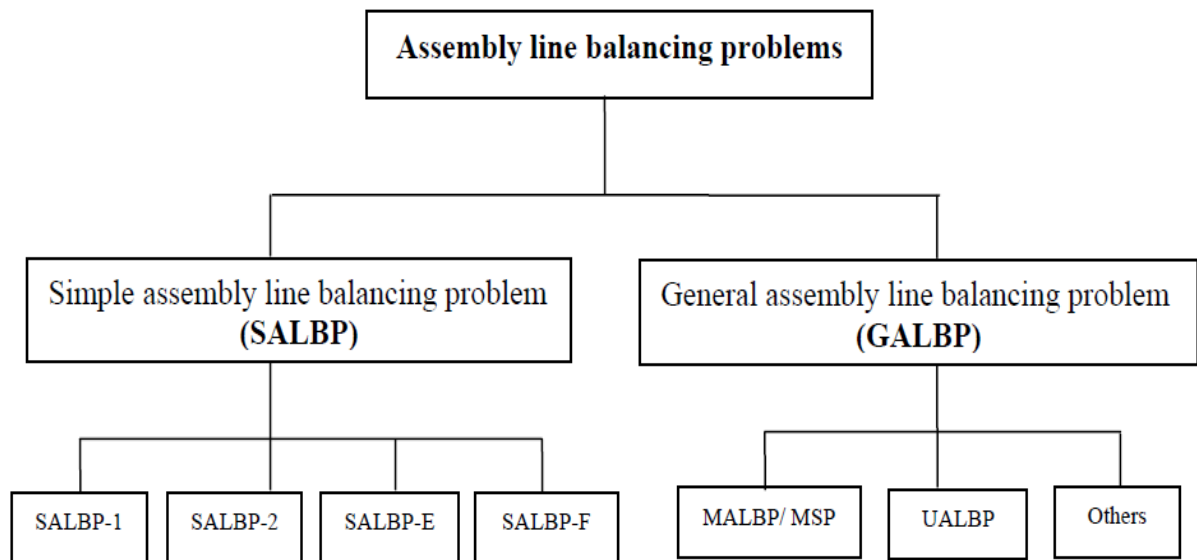 Assembly line balancing problems
Simple assembly line balancing problem
(SALBP)
General assembly line balancing problem
(GALBP)
SALBP-1
SALBP-2
SALBP-E
SALBP-F
MALBP/ MSP
UALBP
Others